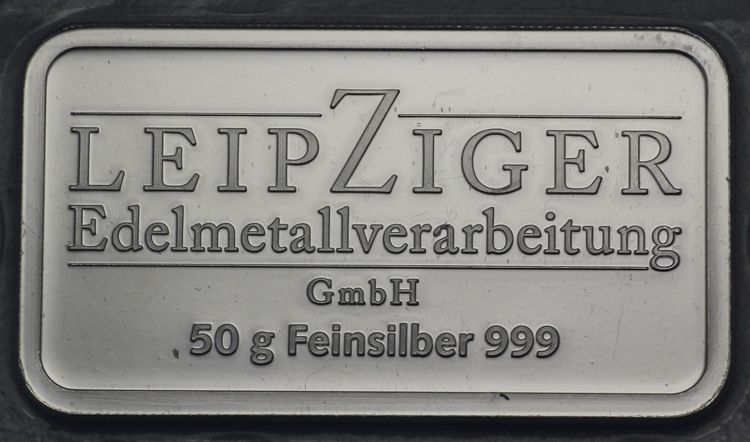 LEIPZIGER
Edelmetallverarbeitung
GmbH
50 g Feinsilber 999